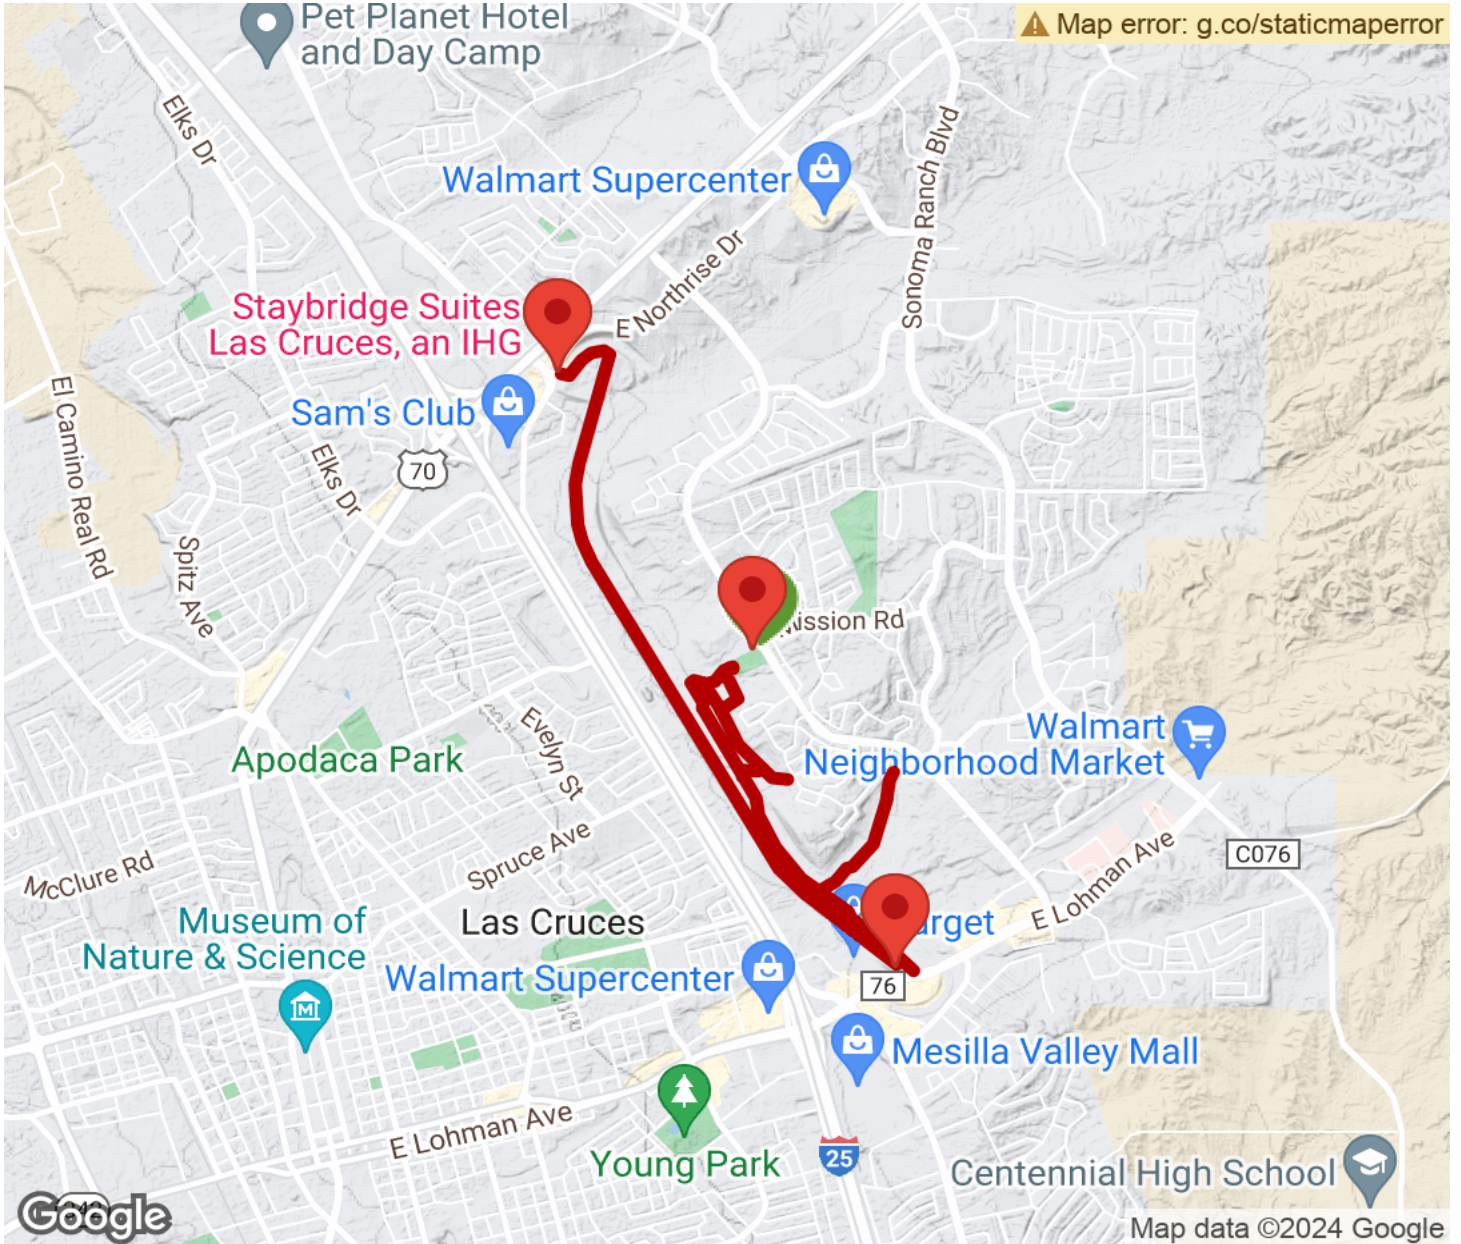 Pet Planet Hotel
and Day Camp
Map error: g.co/staticmaperror
Elks Dr
Walmart Supercenter
Sonoma Ranch Blvd
E Northrise Dr
Staybridge Suites
Las Cruces, an IHG
Sam's Club
El Camino Real Rd
70
Elks Dr
Spitz Ave
Mission Rd
Evelyn St
Walmart
Neighborhood Market
Apodaca Park
Spruce Ave
McClure Rd
C076
E Lohman Ave
Museum of
Nature & Science
Las Cruces
Target
Walmart Supercenter
76
Mesilla Valley Mall
E Lohman Ave
Young Park
25
Centennial High School
Google
Map data ©2024 Google